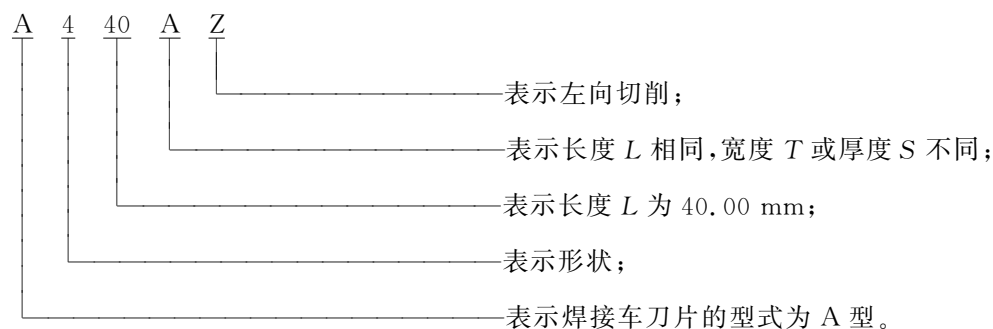 A 4 40 A Z
表示左向切削；
表示长度 L 相同，宽度 T 或厚度 S 不同；
表示长度 L 为 40.00 mm；
表示形状；
表示焊接车刀片的型式为 A 型。